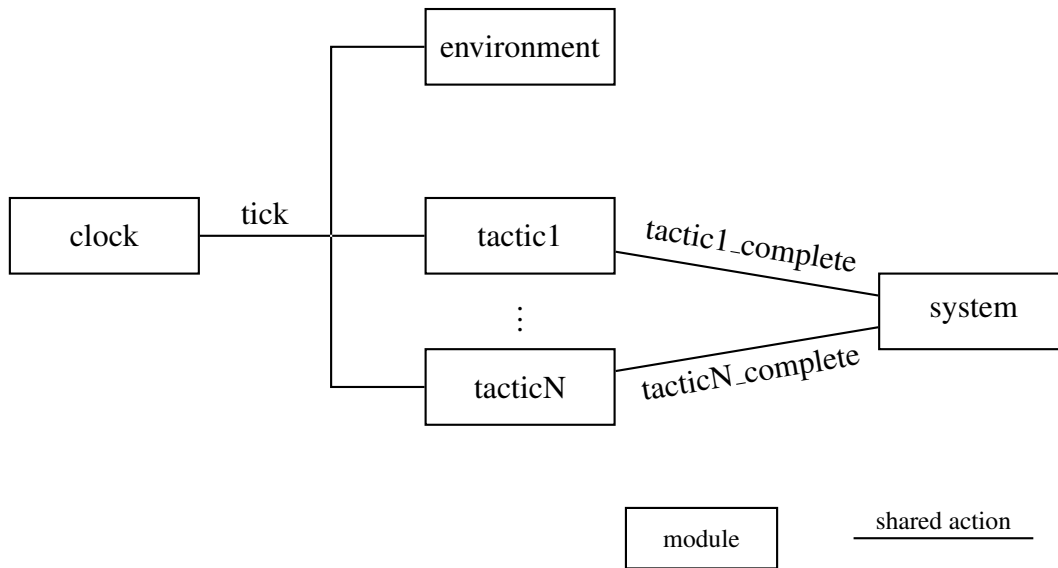 environment
tick
clock
tactic1
tactic1_complete
⋮
system
tacticN
tacticN_complete
shared action
module